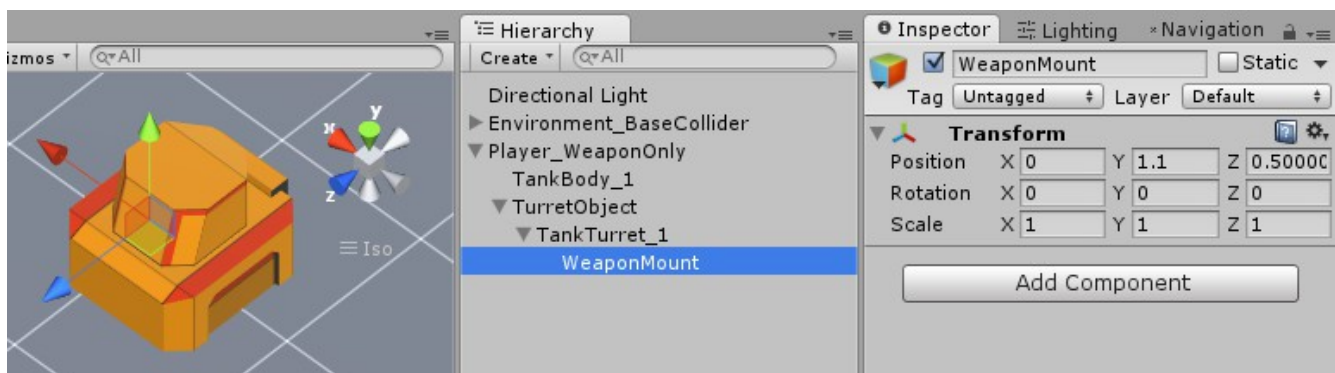 izmos
All
y
x
z
Iso
Hierarchy
Create
All
Directional Light
Environment_BaseCollider
Player_WeaponOnly
TankBody_1
TurretObject
TankTurret_1
WeaponMount
Inspector Lighting Navigation
WeaponMount Static
Tag Untagged Layer Default
Transform
Position X 0 Y 1.1 Z 0.50000
Rotation X 0 Y 0 Z 0
Scale X 1 Y 1 Z 1
Add Component